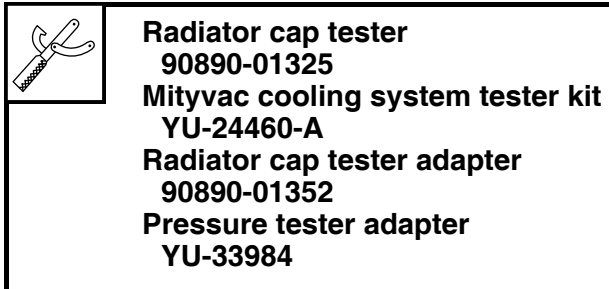 Radiator cap tester
90890-01325
Mityvac cooling system tester kit
YU-24460-A
Radiator cap tester adapter
90890-01352
Pressure tester adapter
YU-33984